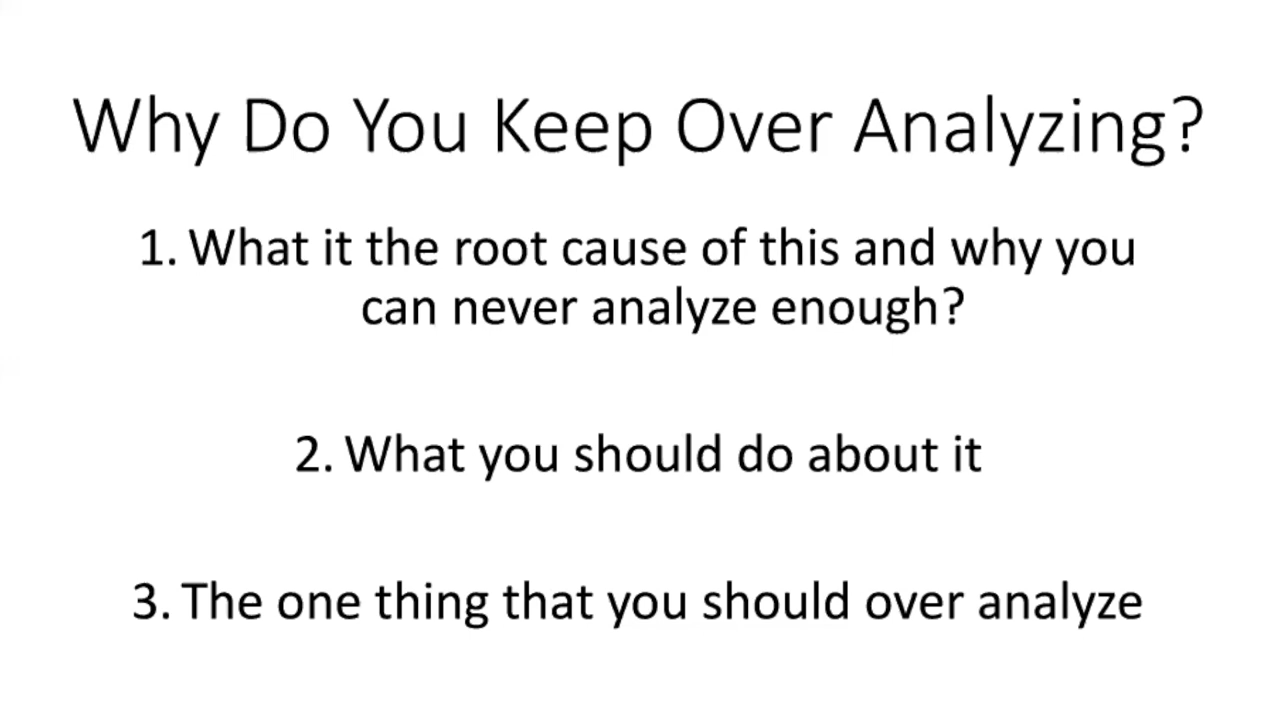 Why Do You Keep Over Analyzing?
1. What it the root cause of this and why you
can never analyze enough?
2. What you should do about it
3. The one thing that you should over analyze